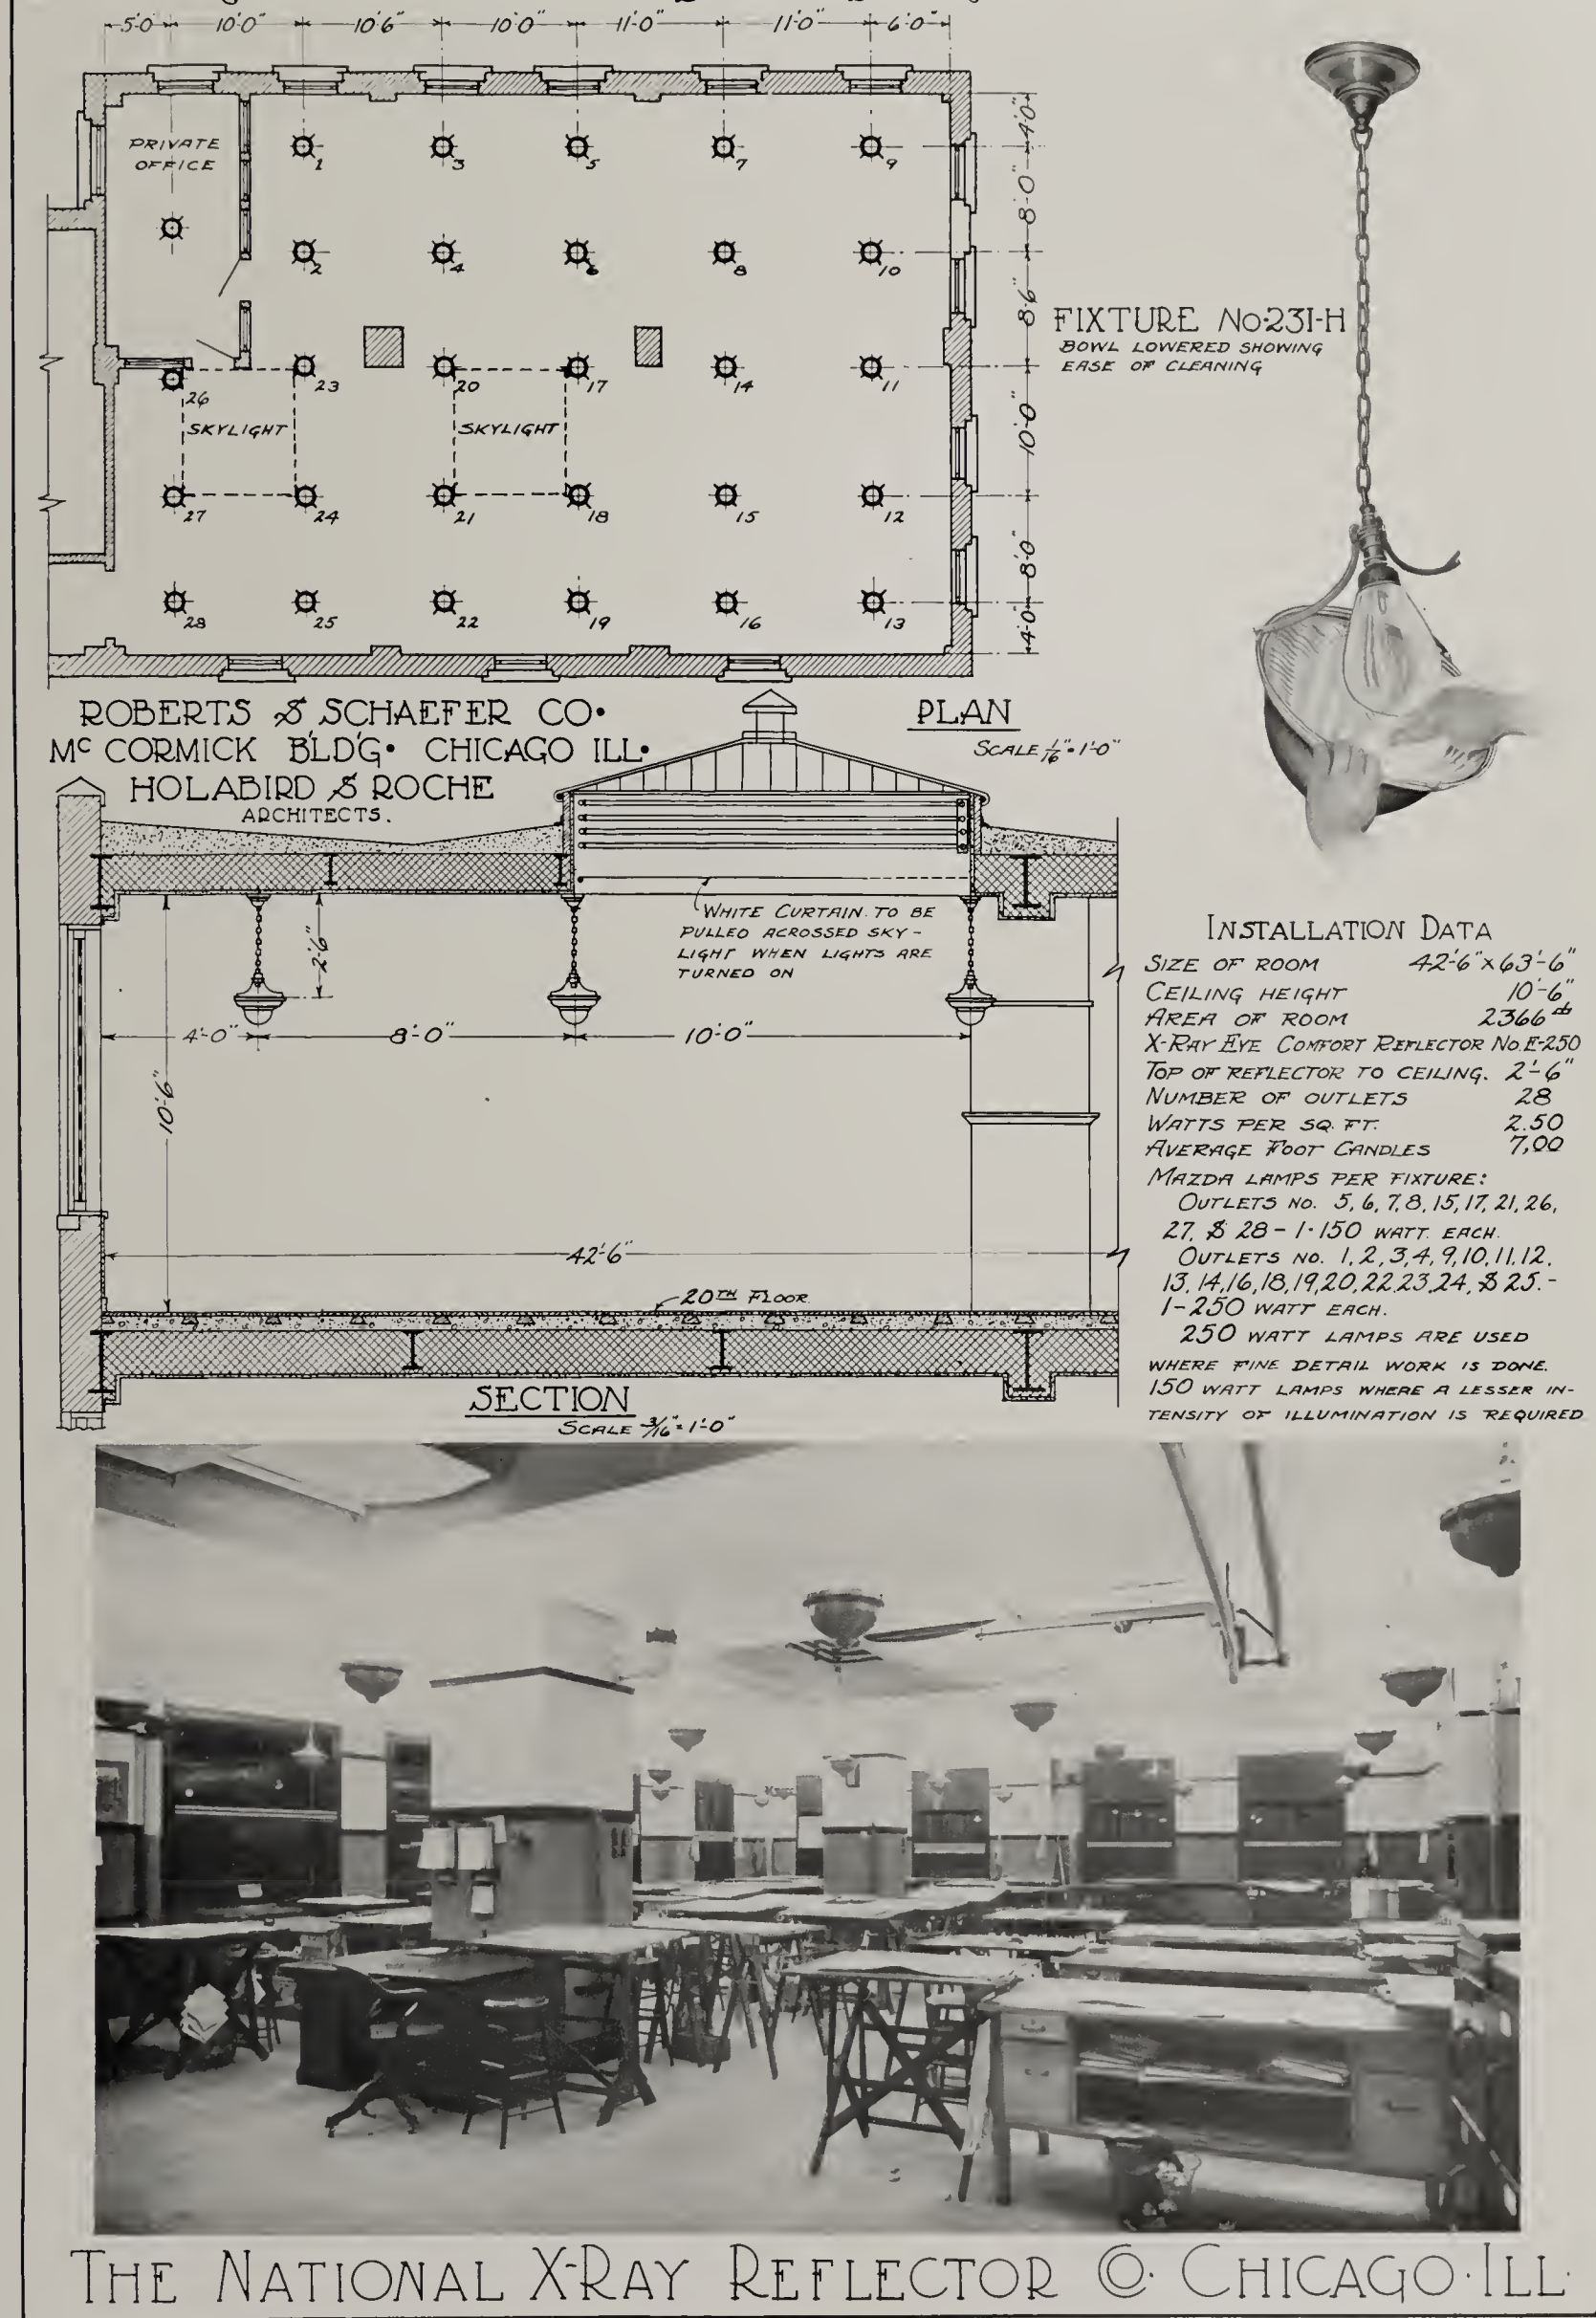 5'-0" 10'-0" 10'-6" 10'-0" 11'-0" 11'-0" 6'-0"
PRIVATE
OFFICE
1 3 5 7 9
2 4 6 8 10
26 23 20 17 14 11
SKYLIGHT SKYLIGHT
27 24 21 18 15 12
28 25 22 19 16 13
4'-0"
8'-0"
8'-6"
10'-0"
8'-0"
4'-0"
FIXTURE No·231-H
BOWL LOWERED SHOWING
EASE OF CLEANING
ROBERTS & SCHAEFER CO·
Mc CORMICK B'LD'G· CHICAGO ILL·
HOLABIRD & ROCHE
ARCHITECTS.
PLAN
SCALE 1/16"=1'-0"
WHITE CURTAIN TO BE
PULLED ACROSSED SKY-
LIGHT WHEN LIGHTS ARE
TURNED ON
2'-6"
4'-0" 8'-0" 10'-0"
10'-6"
42'-6"
20TH FLOOR
SECTION
SCALE 3/16"=1'-0"
INSTALLATION DATA
SIZE OF ROOM 42'-6"X63'-6"
CEILING HEIGHT 10'-6"
AREA OF ROOM 2366
X-RAY EYE COMFORT REFLECTOR No. E-250
TOP OF REFLECTOR TO CEILING. 2'-6"
NUMBER OF OUTLETS 28
WATTS PER SQ. FT. 2.50
AVERAGE FOOT CANDLES 7,00
MAZDA LAMPS PER FIXTURE:
OUTLETS NO. 5, 6, 7, 8, 15, 17, 21, 26,
27, & 28 - 1-150 WATT. EACH.
OUTLETS NO. 1, 2, 3, 4, 9, 10, 11, 12,
13, 14, 16, 18, 19, 20, 22, 23, 24, & 25.-
1-250 WATT EACH.
250 WATT LAMPS ARE USED
WHERE FINE DETAIL WORK IS DONE.
150 WATT LAMPS WHERE A LESSER IN-
TENSITY OF ILLUMINATION IS REQUIRED
THE NATIONAL X-RAY REFLECTOR CO· CHICAGO·ILL·